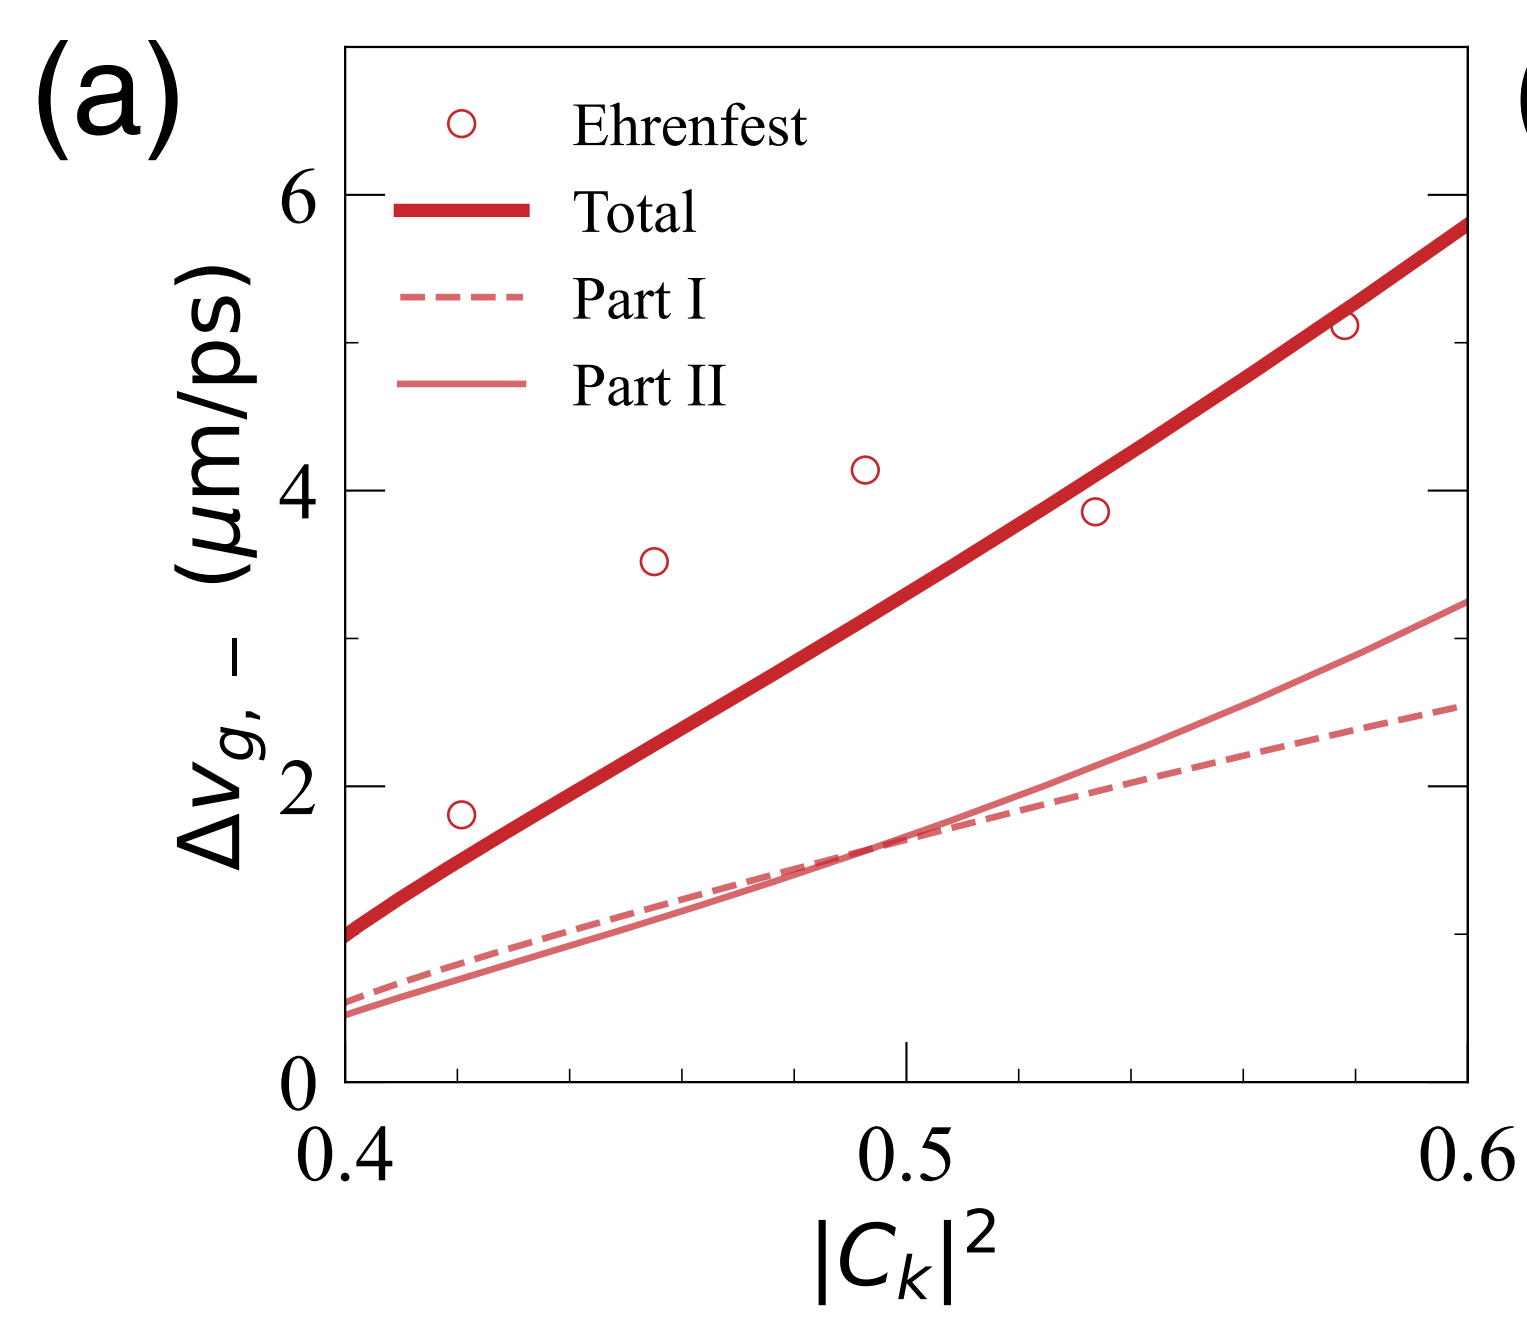 (a)
Ehrenfest
Total
Part I
Part II
6
4
2
0
Δv_{g, −} (μm/ps)
0.4 0.5 0.6
|C_k|²
(